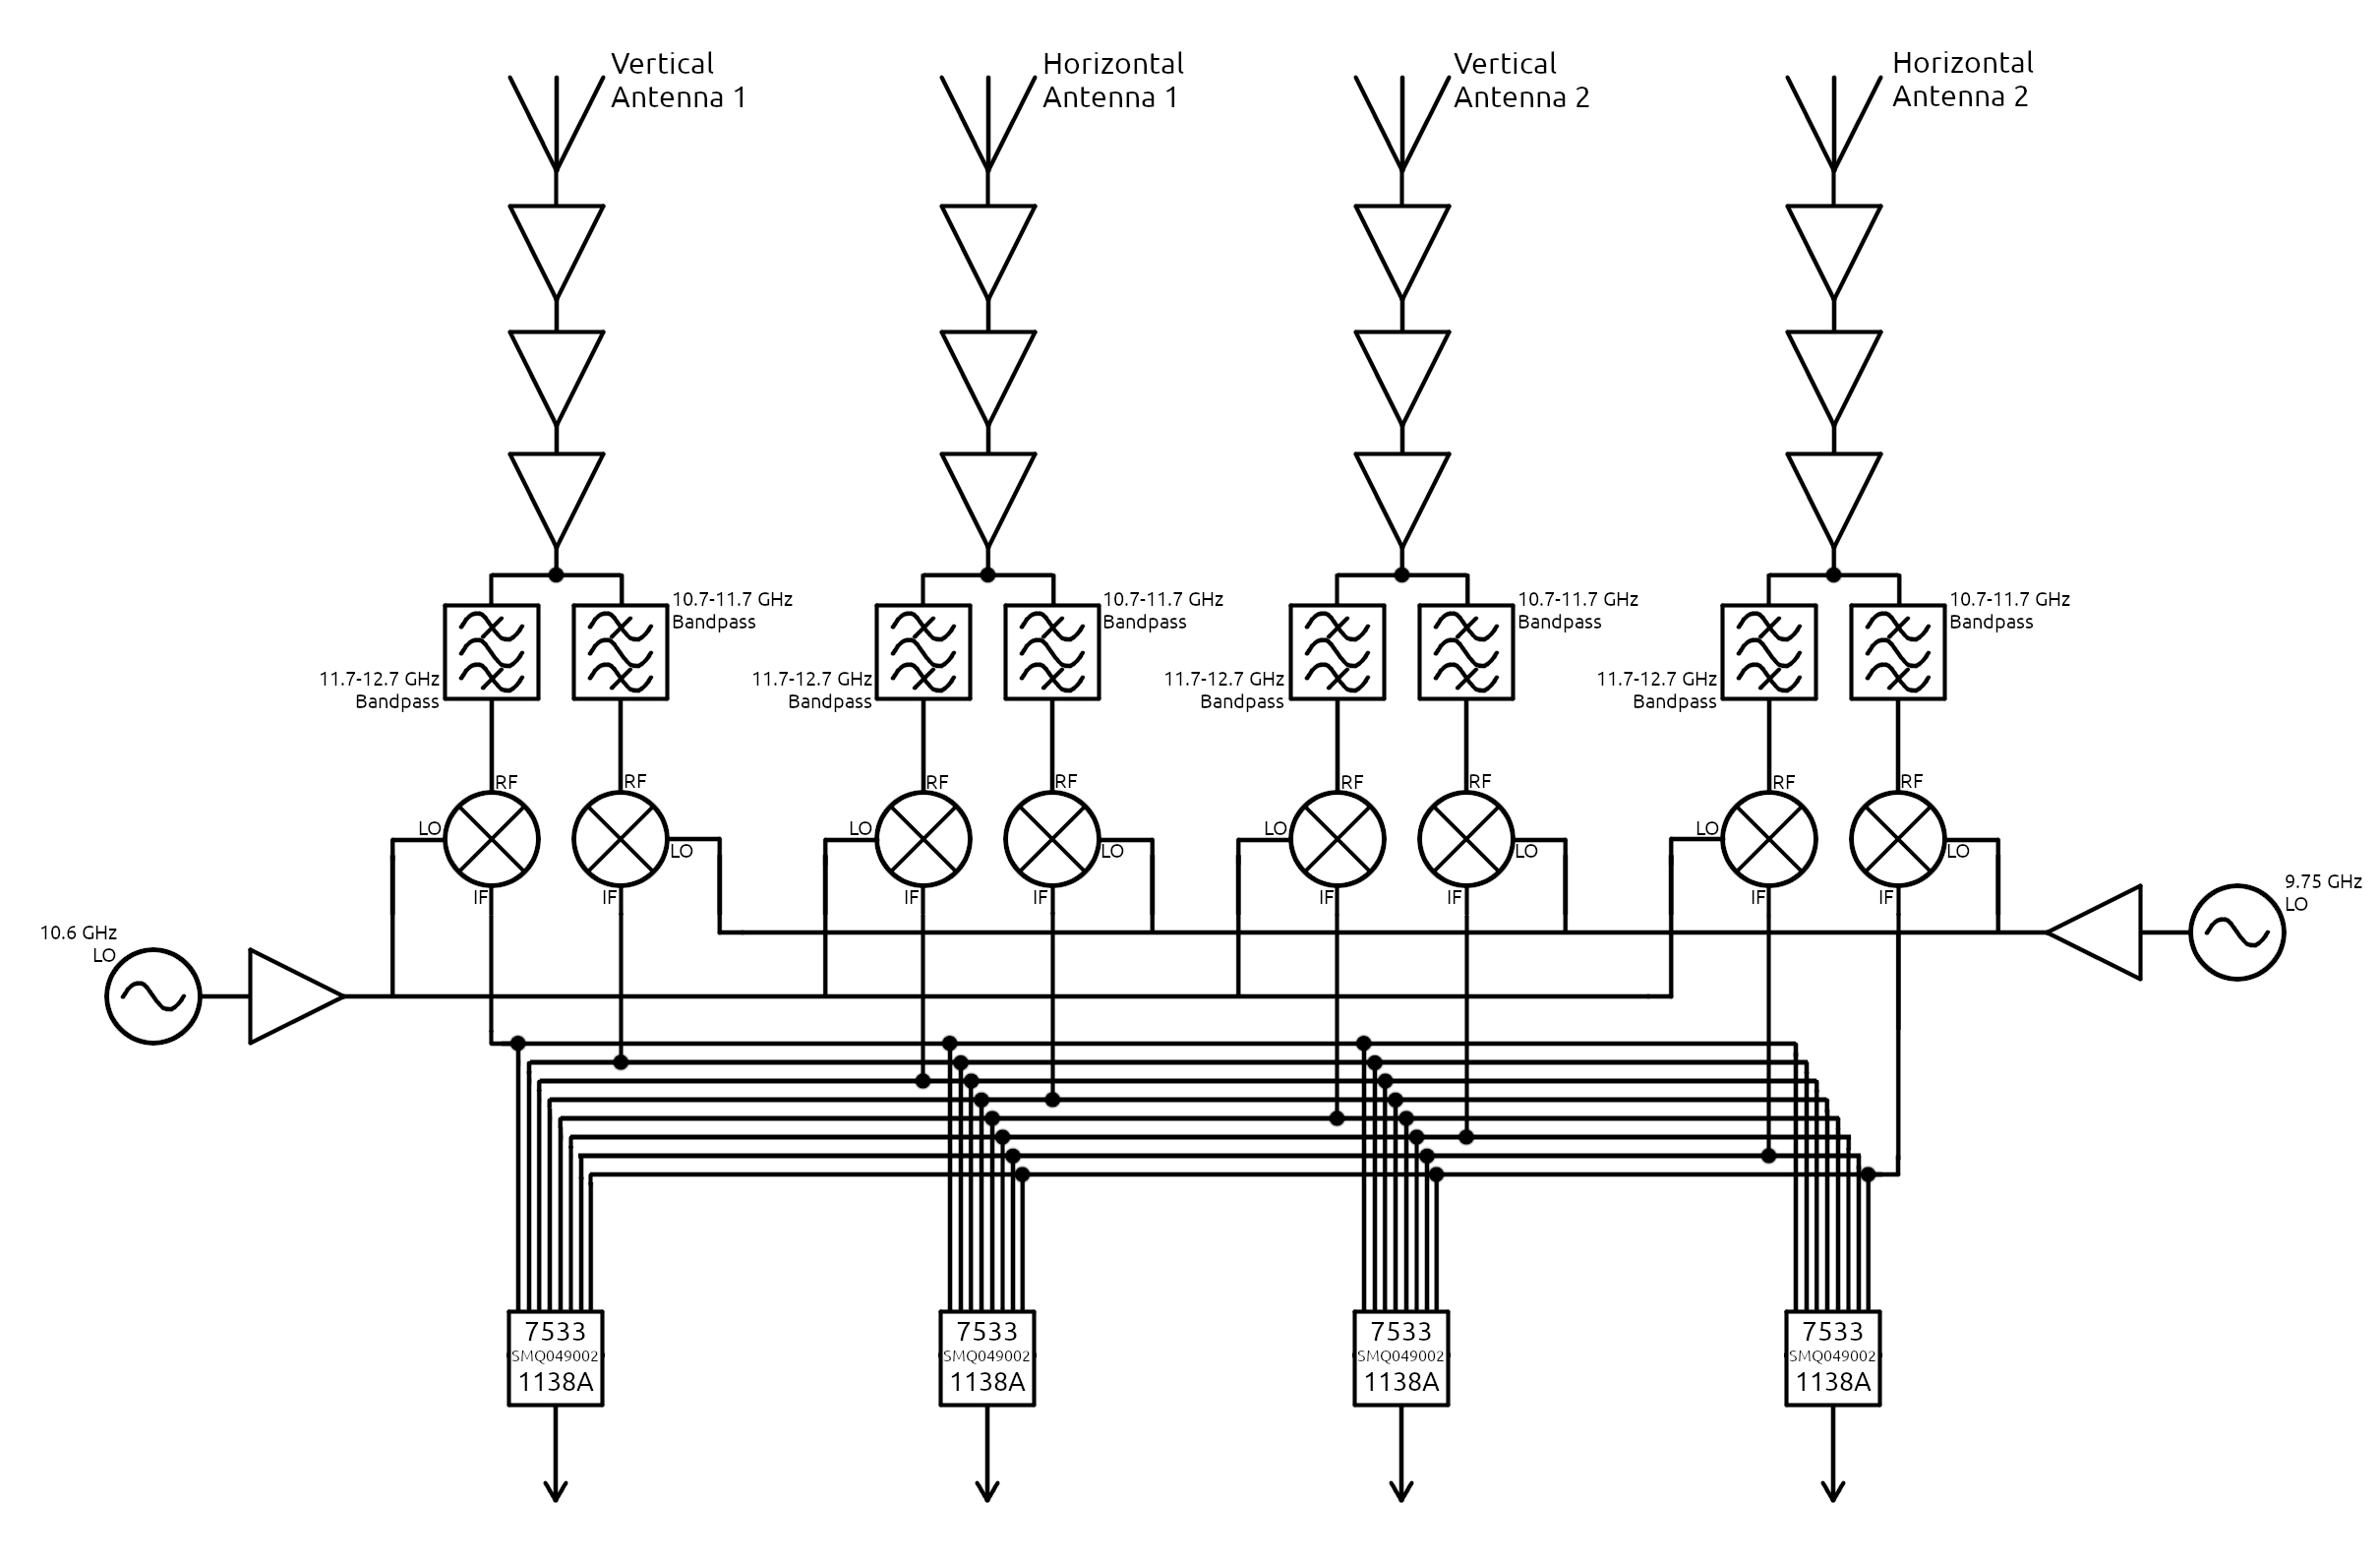 Vertical
Antenna 1
Horizontal
Antenna 1
Vertical
Antenna 2
Horizontal
Antenna 2
10.7-11.7 GHz
Bandpass
11.7-12.7 GHz
Bandpass
10.7-11.7 GHz
Bandpass
11.7-12.7 GHz
Bandpass
10.7-11.7 GHz
Bandpass
11.7-12.7 GHz
Bandpass
10.7-11.7 GHz
Bandpass
11.7-12.7 GHz
Bandpass
RF
RF
RF
RF
RF
RF
RF
RF
LO
LO
LO
LO
LO
LO
LO
LO
IF
IF
IF
IF
IF
IF
IF
IF
9.75 GHz
LO
10.6 GHz
LO
7533
SMQ049002
1138A
7533
SMQ049002
1138A
7533
SMQ049002
1138A
7533
SMQ049002
1138A